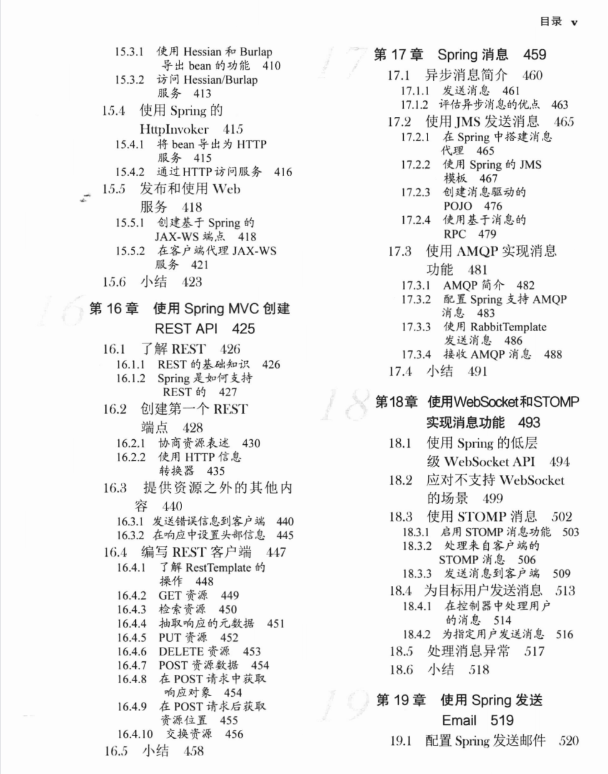 目录 v
15.3.1 使用 Hessian 和 Burlap
导出 bean 的功能 410
15.3.2 访问 Hessian/Burlap
服务 413
15.4 使用 Spring 的
HttpInvoker 415
15.4.1 将 bean 导出为 HTTP
服务 415
15.4.2 通过 HTTP 访问服务 416
15.5 发布和使用 Web
服务 418
15.5.1 创建基于 Spring 的
JAX-WS 端点 418
15.5.2 在客户端代理 JAX-WS
服务 421
15.6 小结 423
16
第 16 章 使用 Spring MVC 创建
REST API 425
16.1 了解 REST 426
16.1.1 REST 的基础知识 426
16.1.2 Spring 是如何支持
REST 的 427
16.2 创建第一个 REST
端点 428
16.2.1 协商资源表述 430
16.2.2 使用 HTTP 信息
转换器 435
16.3 提供资源之外的其他内
容 440
16.3.1 发送错误信息到客户端 440
16.3.2 在响应中设置头部信息 445
16.4 编写 REST 客户端 447
16.4.1 了解 RestTemplate 的
操作 448
16.4.2 GET 资源 449
16.4.3 检索资源 450
16.4.4 抽取响应的元数据 451
16.4.5 PUT 资源 452
16.4.6 DELETE 资源 453
16.4.7 POST 资源数据 454
16.4.8 在 POST 请求中获取
响应对象 454
16.4.9 在 POST 请求后获取
资源位置 455
16.4.10 交换资源 456
16.5 小结 458
17
第 17 章 Spring 消息 459
17.1 异步消息简介 460
17.1.1 发送消息 461
17.1.2 评估异步消息的优点 463
17.2 使用 JMS 发送消息 465
17.2.1 在 Spring 中搭建消息
代理 465
17.2.2 使用 Spring 的 JMS
模板 467
17.2.3 创建消息驱动的
POJO 476
17.2.4 使用基于消息的
RPC 479
17.3 使用 AMQP 实现消息
功能 481
17.3.1 AMQP 简介 482
17.3.2 配置 Spring 支持 AMQP
消息 483
17.3.3 使用 RabbitTemplate
发送消息 486
17.3.4 接收 AMQP 消息 488
17.4 小结 491
18
第18章 使用WebSocket和STOMP
实现消息功能 493
18.1 使用 Spring 的低层
级 WebSocket API 494
18.2 应对不支持 WebSocket
的场景 499
18.3 使用 STOMP 消息 502
18.3.1 启用 STOMP 消息功能 503
18.3.2 处理来自客户端的
STOMP 消息 506
18.3.3 发送消息到客户端 509
18.4 为目标用户发送消息 513
18.4.1 在控制器中处理用户
的消息 514
18.4.2 为指定用户发送消息 516
18.5 处理消息异常 517
18.6 小结 518
19
第 19 章 使用 Spring 发送
Email 519
19.1 配置 Spring 发送邮件 520